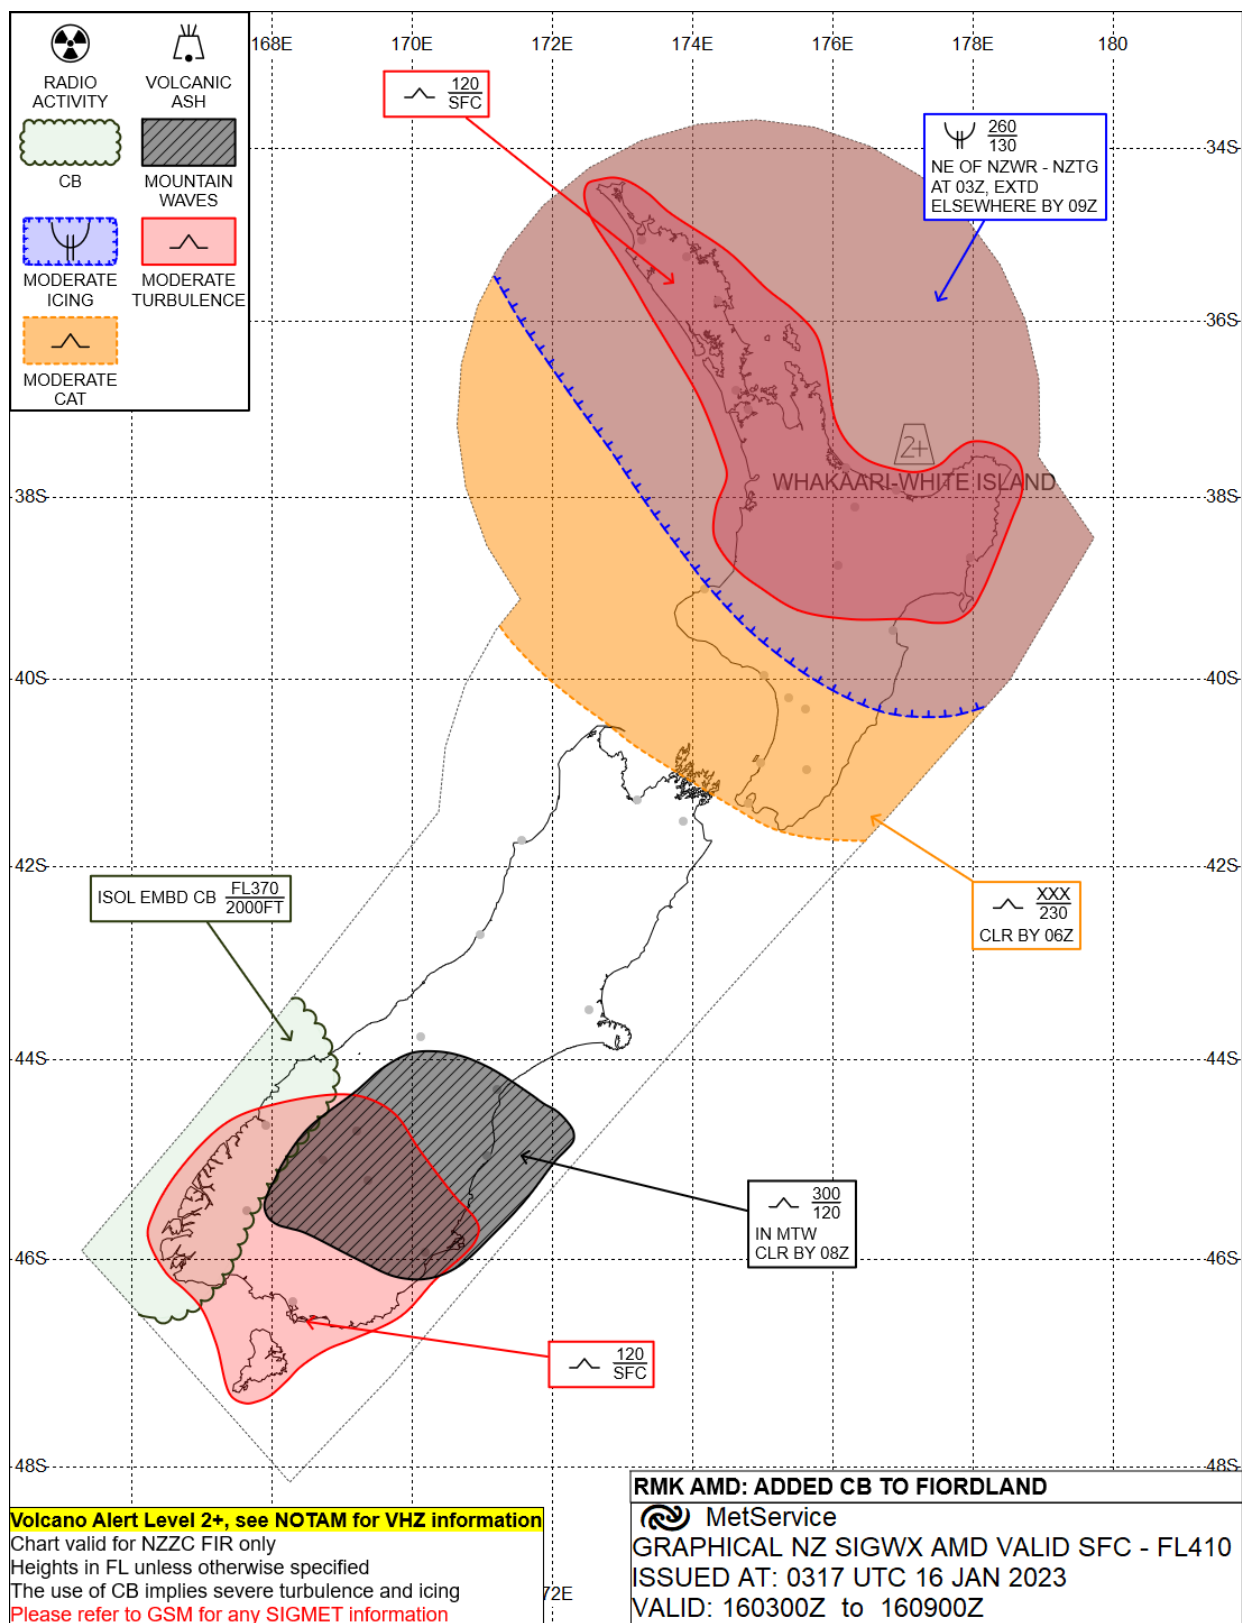 168E 170E 172E 174E 176E 178E 180
RADIO
ACTIVITY
VOLCANIC
ASH
CB
MOUNTAIN
WAVES
MODERATE
ICING
MODERATE
TURBULENCE
MODERATE
CAT
120
SFC
260
130
NE OF NZWR - NZTG
AT 03Z, EXTD
ELSEWHERE BY 09Z
34S 34S
36S
2+
WHAKAARI-WHITE ISLAND
38S 38S
40S 40S
42S 42S
ISOL EMBD CB FL370
2000FT
XXX
230
CLR BY 06Z
44S 44S
300
120
IN MTW
CLR BY 08Z
46S 46S
120
SFC
48S 48S
RMK AMD: ADDED CB TO FIORDLAND
MetService
GRAPHICAL NZ SIGWX AMD VALID SFC - FL410
ISSUED AT: 0317 UTC 16 JAN 2023
VALID: 160300Z to 160900Z
Volcano Alert Level 2+, see NOTAM for VHZ information
Chart valid for NZZC FIR only
Heights in FL unless otherwise specified
The use of CB implies severe turbulence and icing
Please refer to GSM for any SIGMET information
72E